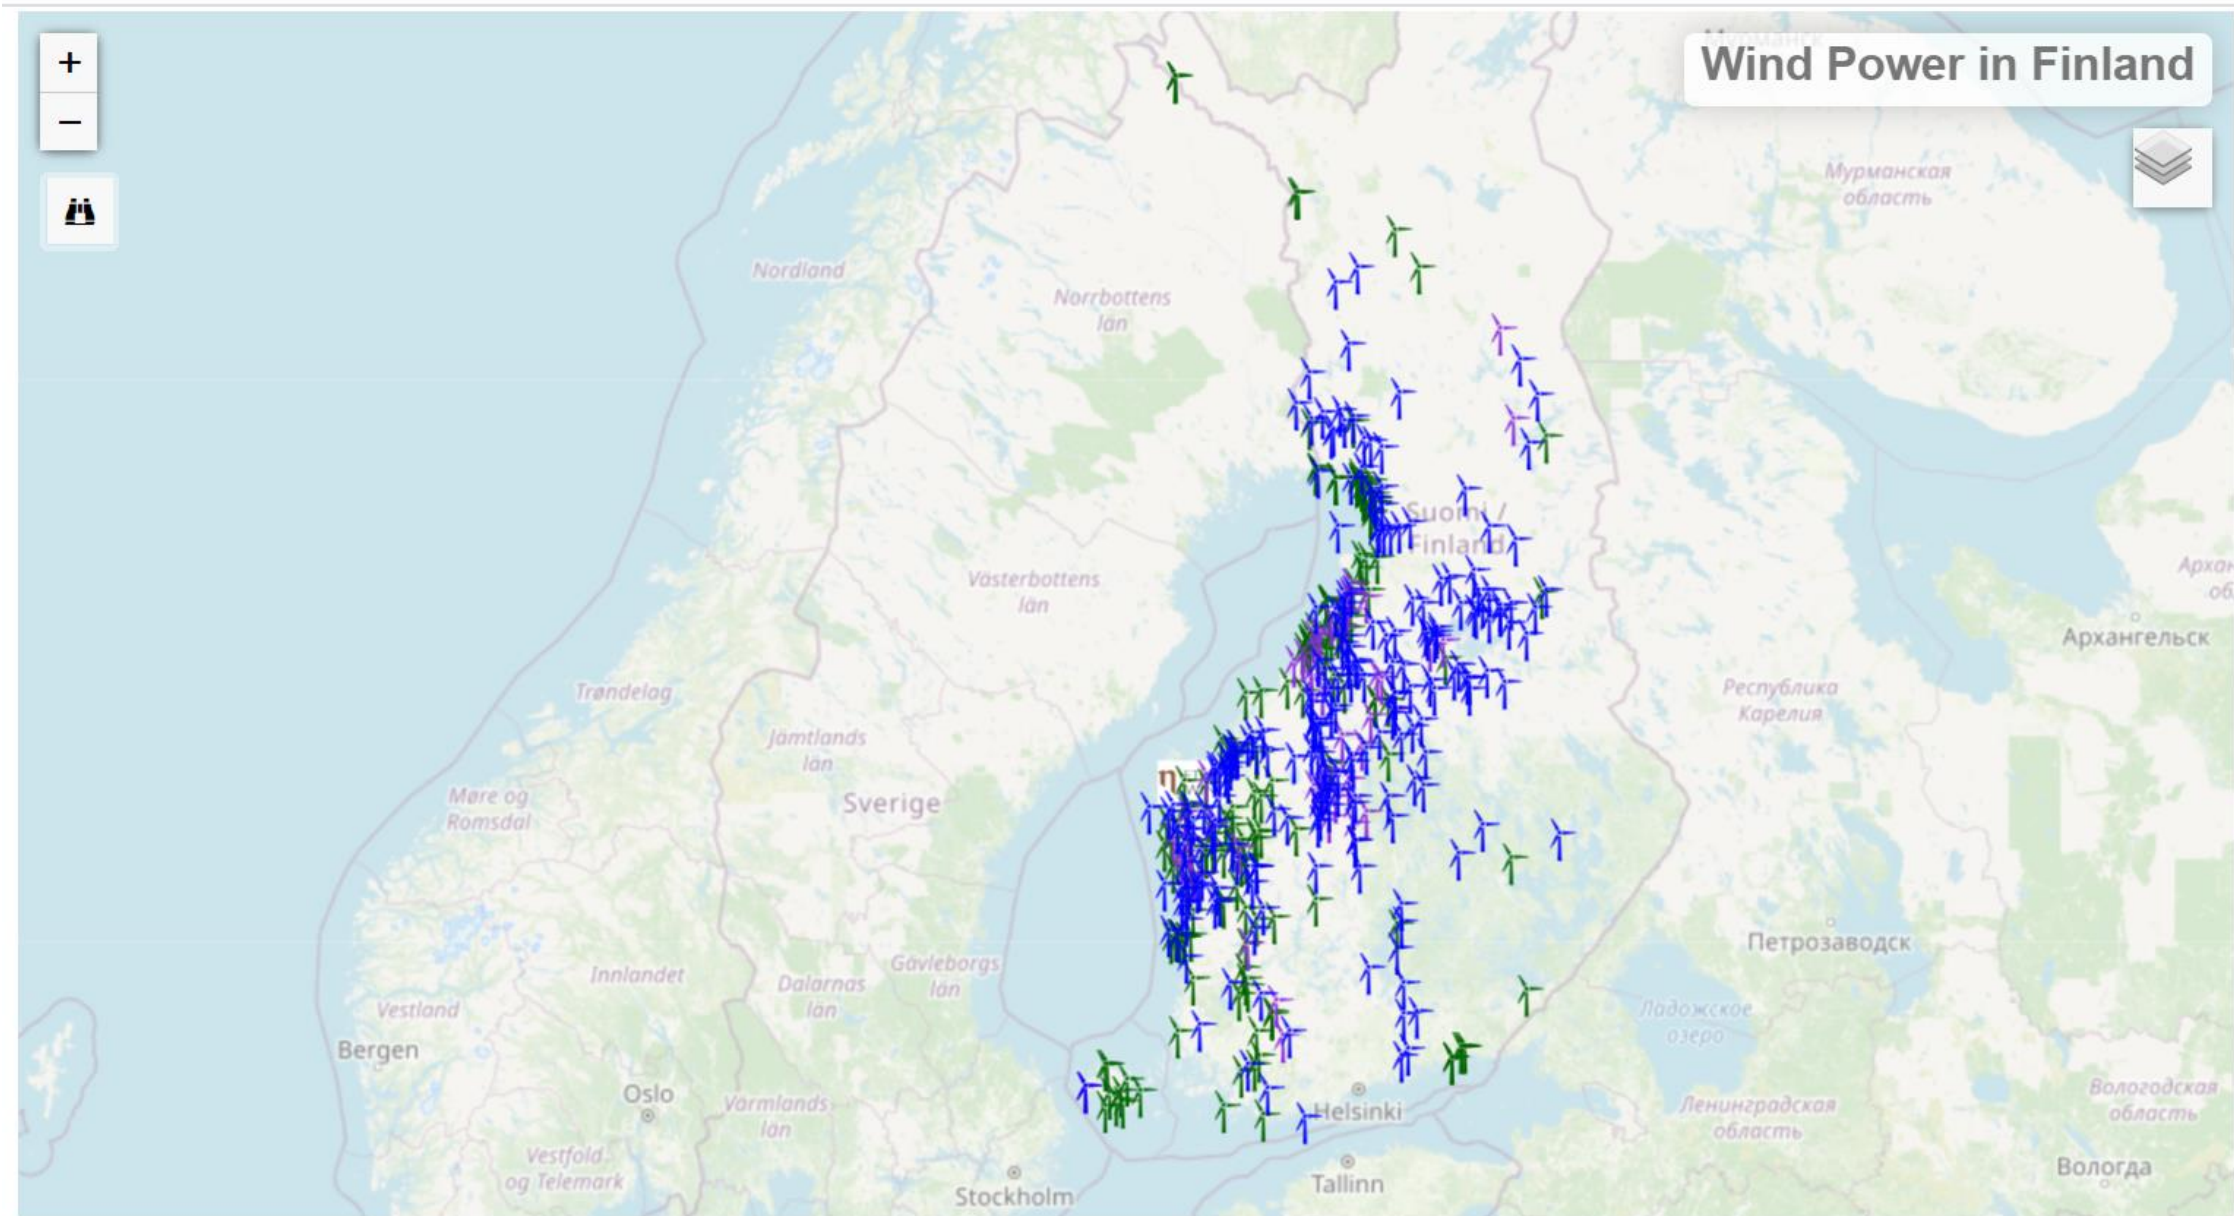 +
Wind Power in Finland
−
Мурманская
область
Nordland
Norrbottens
län
Suomi /
Finland
Västerbottens
län
Архангельск
Trøndelag
Республика
Карелия
Jämtlands
län
η
Møre og
Romsdal
Sverige
Петрозаводск
Innlandet
Gävleborgs
län
Dalarnas
län
Vestland
Ладожское
озеро
Bergen
Oslo
Värmlands
län
Helsinki
Ленинградская
область
Вологодская
область
Vestfold
og Telemark
Stockholm
Tallinn
Вологда